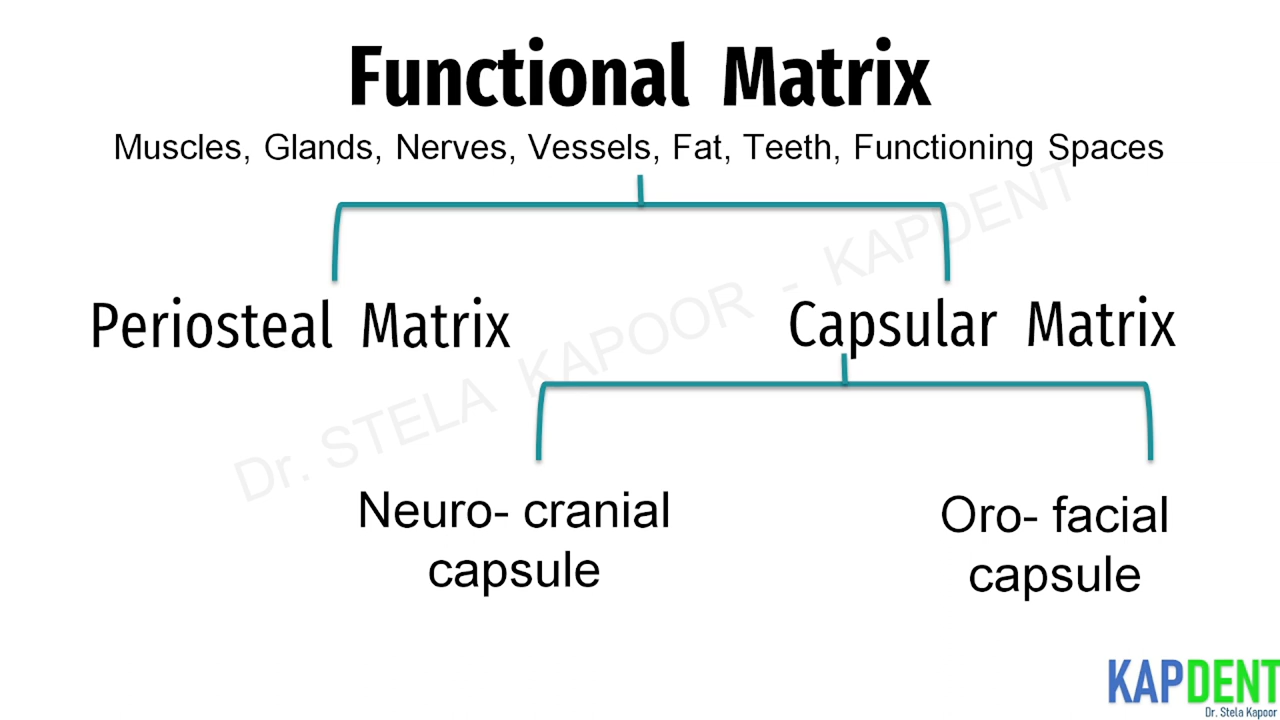 Functional Matrix
Muscles, Glands, Nerves, Vessels, Fat, Teeth, Functioning Spaces
Periosteal Matrix
Capsular Matrix
Dr. STELA KAPOOR - KAPDENT
Neuro- cranial
capsule
Oro- facial
capsule
KAPDENT
Dr. Stela Kapoor